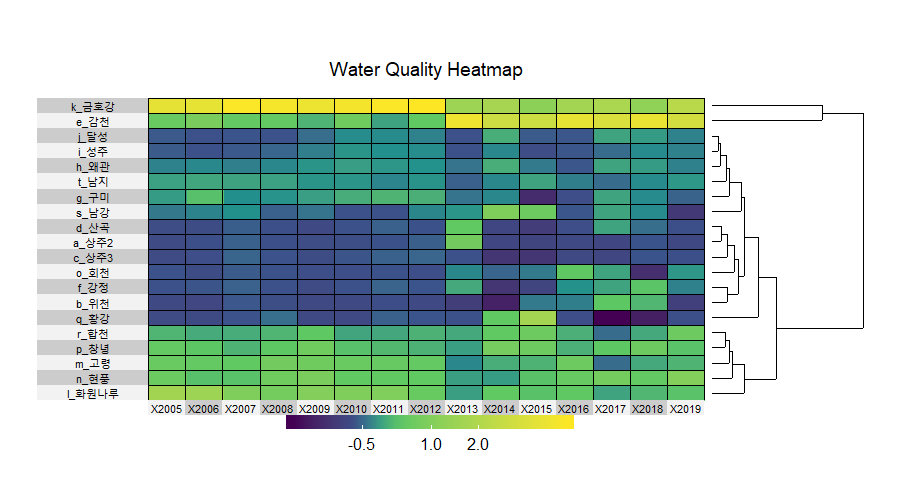 Water Quality Heatmap
k_금호강
e_감천
j_달성
i_성주
h_왜관
t_남지
g_구미
s_남강
d_산곡
a_상주2
c_상주3
o_회천
f_강정
b_위천
q_황강
r_합천
p_창녕
m_고령
n_현풍
l_화원나루
X2005 X2006 X2007 X2008 X2009 X2010 X2011 X2012 X2013 X2014 X2015 X2016 X2017 X2018 X2019
-0.5 1.0 2.0